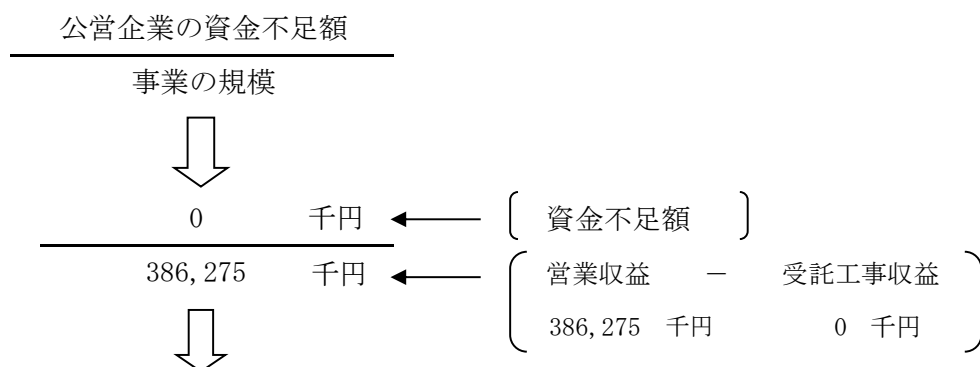 公営企業の資金不足額
事業の規模
0 千円 資金不足額
386,275 千円 営業収益 － 受託工事収益
386,275 千円 0 千円